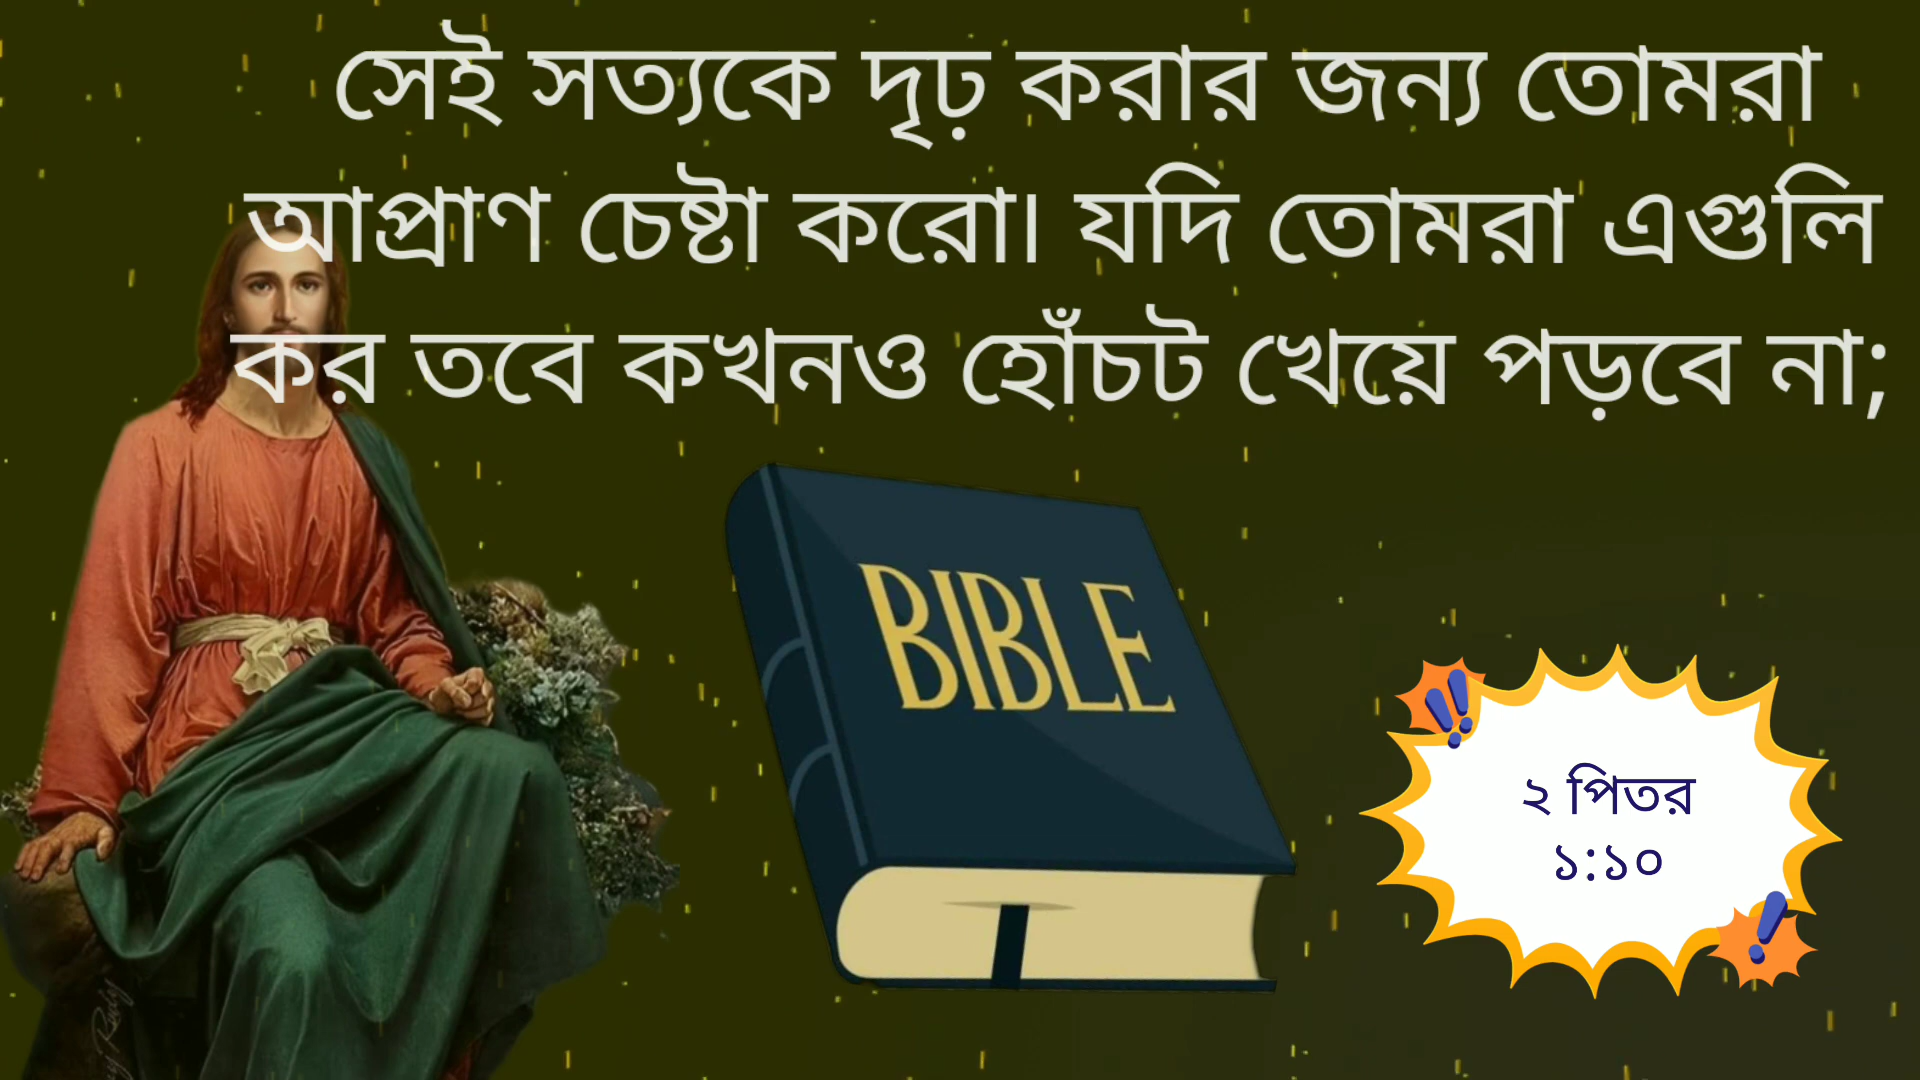 সেই সত্যকে দৃঢ় করার জন্য তোমরা
আপ্রাণ চেষ্টা করো৷ যদি তোমরা এগুলি
কর তবে কখনও হোঁচট খেয়ে পড়বে না;
BIBLE
২ পিতর
১:১০